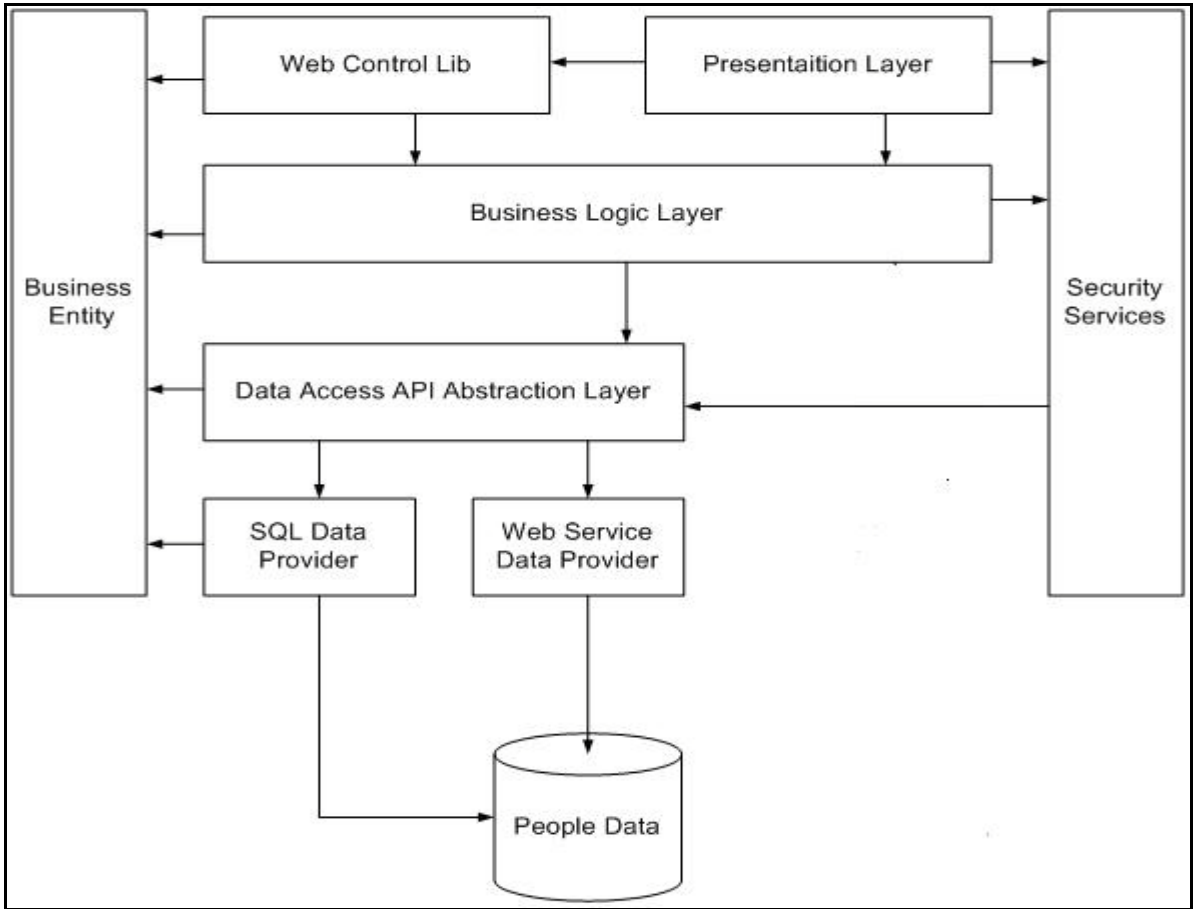 Web Control Lib
Presentaition Layer
Business Logic Layer
Business
Entity
Security
Services
Data Access API Abstraction Layer
SQL Data
Provider
Web Service
Data Provider
People Data